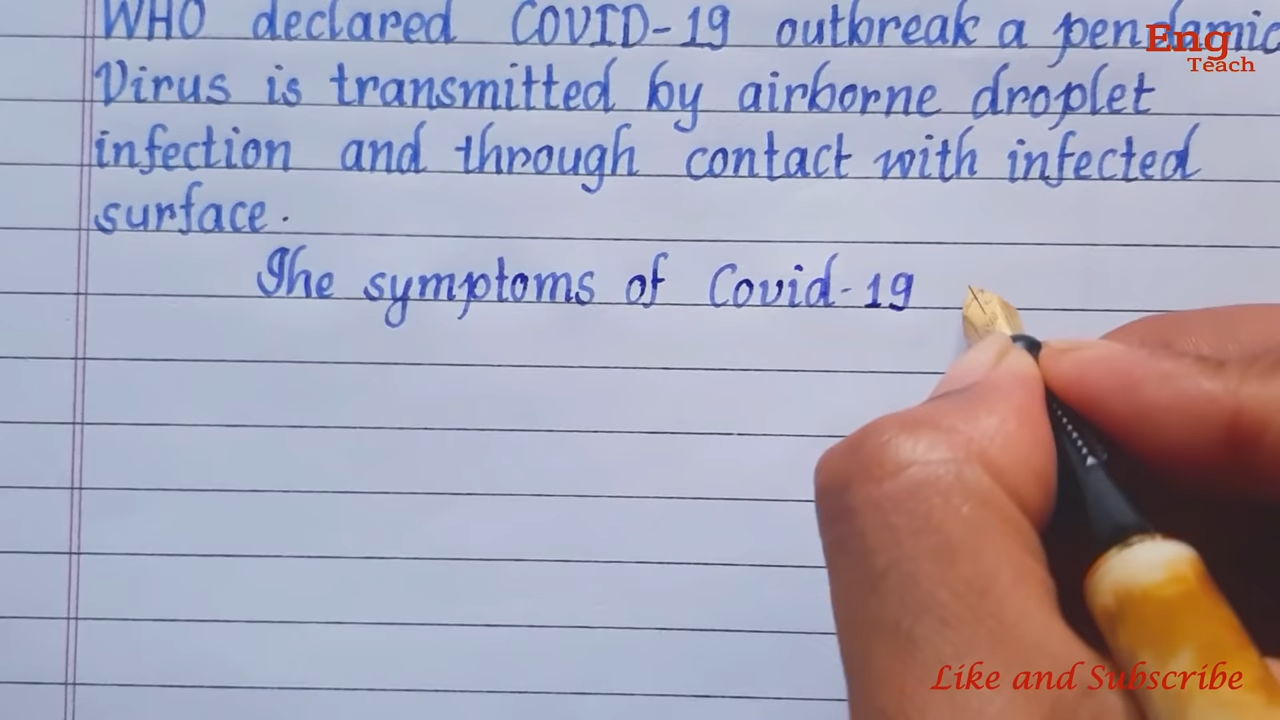 WHO declared COVID-19 outbreak a pendamic
Virus is transmitted by airborne droplet
infection and through contact with infected
surface.
The symptoms of Covid-19
Eng
Teach
Like and Subscribe